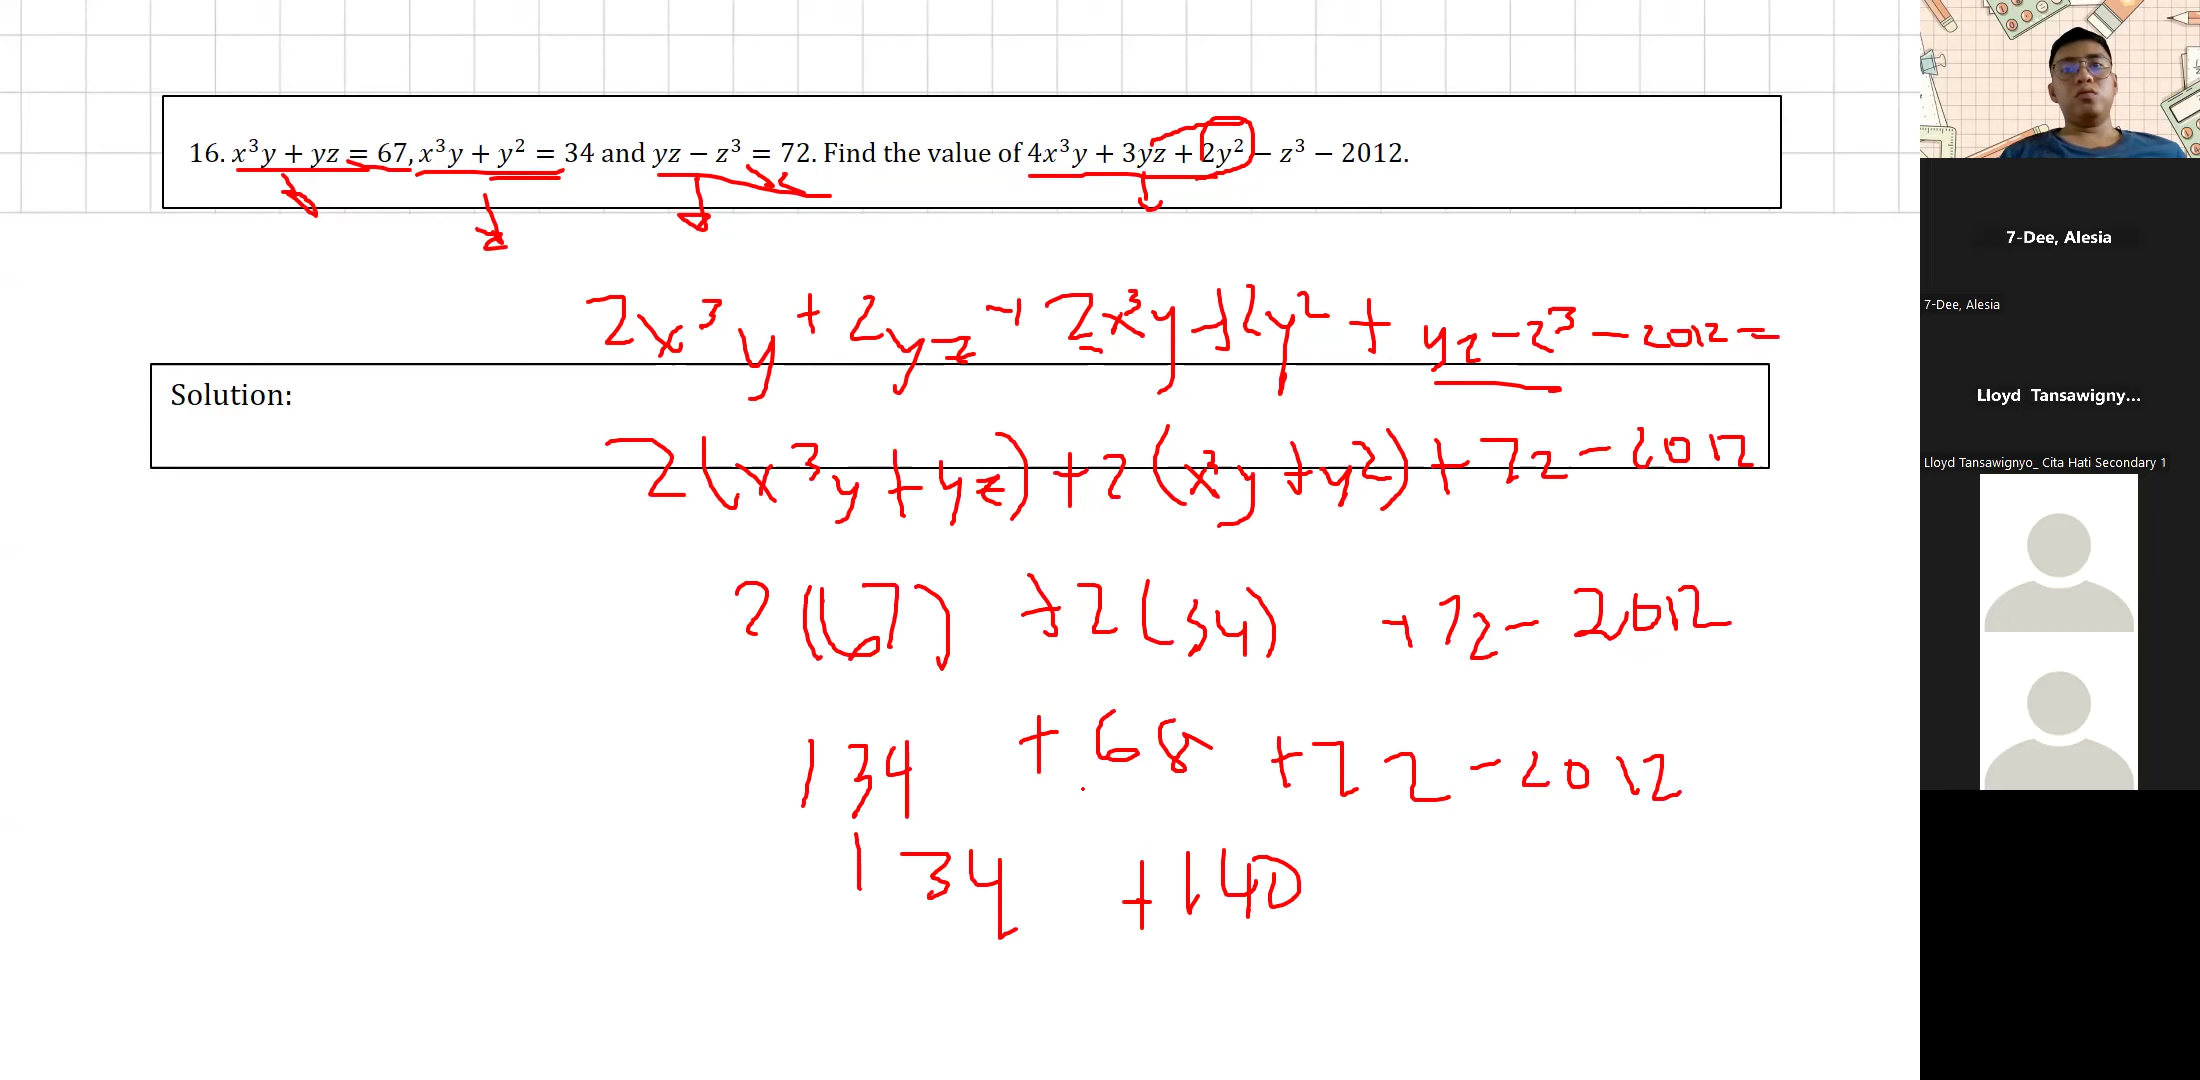 16. x³y + yz = 67, x³y + y² = 34 and yz − z³ = 72. Find the value of 4x³y + 3yz + 2y² − z³ − 2012.
2x³y + 2yz + 2x³y + 2y² + yz − z³ − 2012 =
Solution:
2(x³y + yz) + 2(x³y + y²) + 72 − 2012
2(67) + 2(34) + 72 − 2012
134 + 68 + 72 − 2012
134 + 140
7-Dee, Alesia
7-Dee, Alesia
Lloyd Tansawigny...
Lloyd Tansawignyo_ Cita Hati Secondary 1